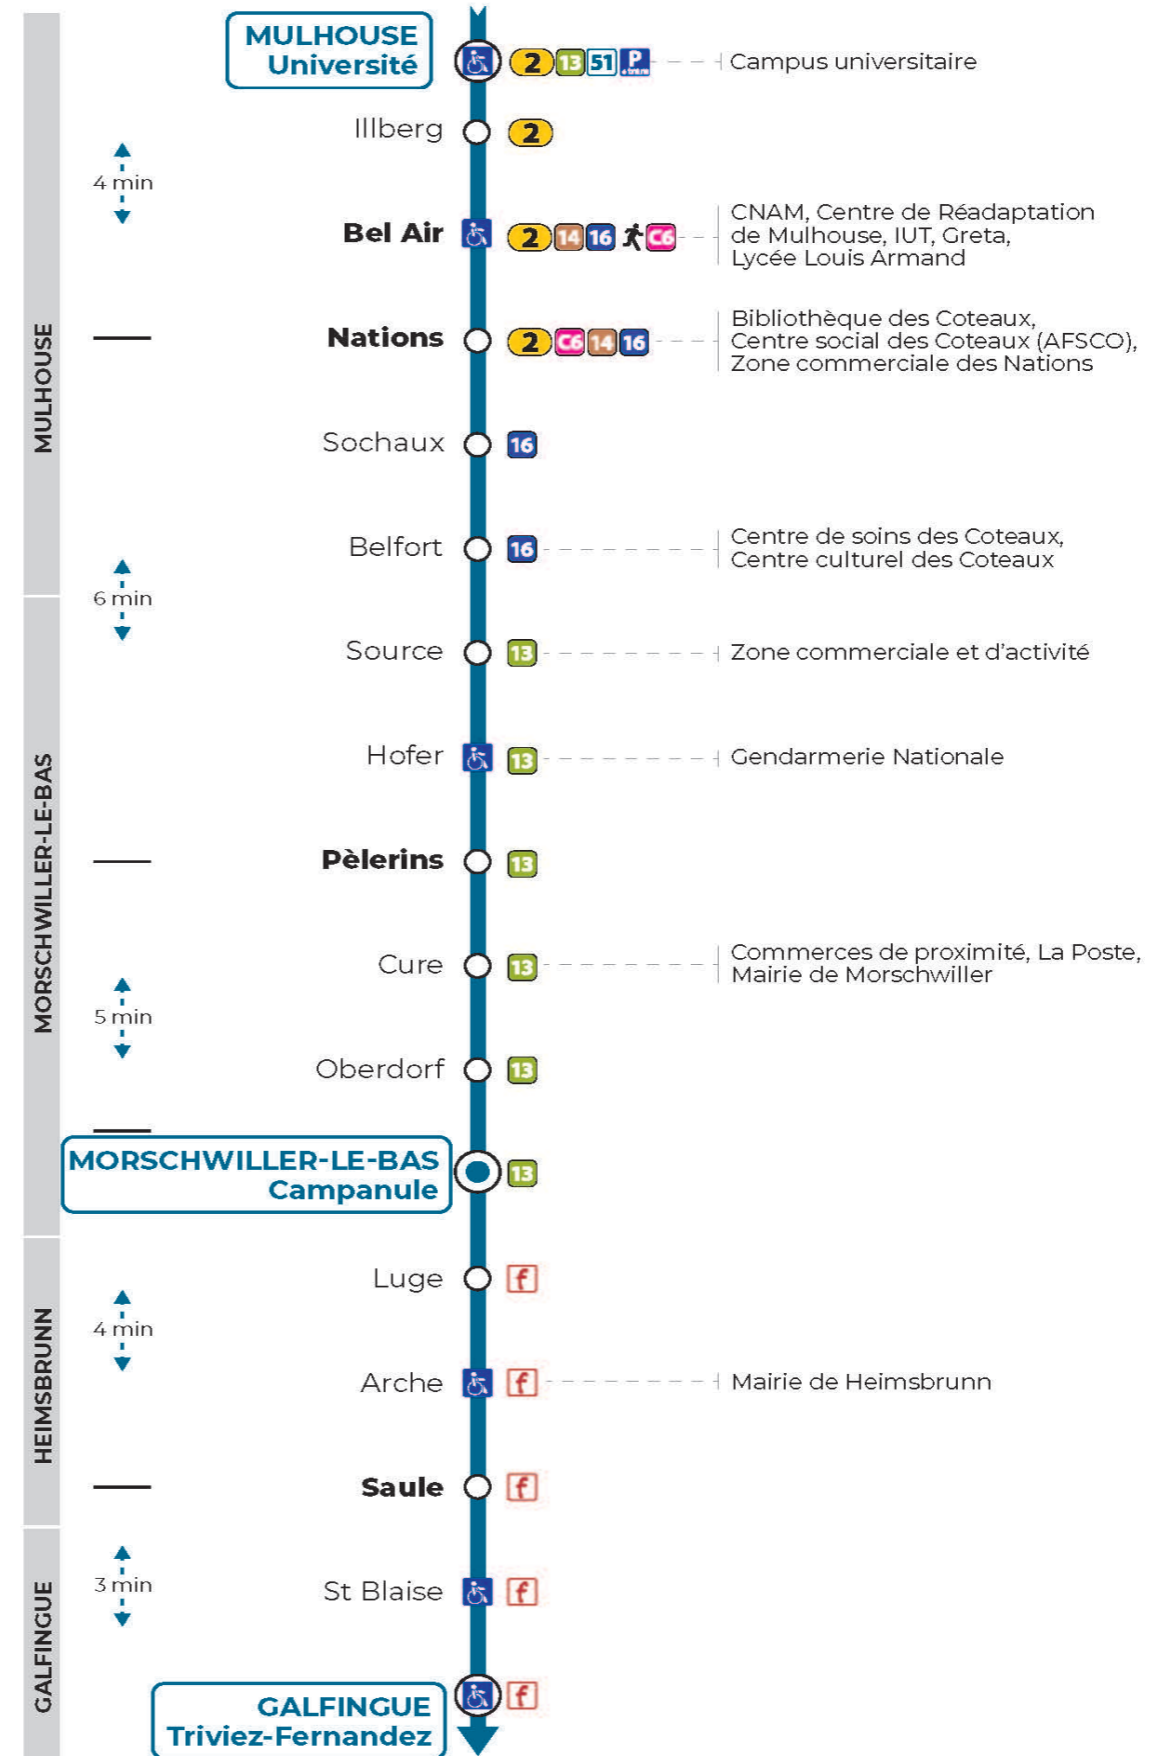 MULHOUSE
Université
2 13 51 P
Campus universitaire
Illberg
2
4 min
Bel Air
2 14 16 C6
CNAM, Centre de Réadaptation
de Mulhouse, IUT, Greta,
Lycée Louis Armand
MULHOUSE
Nations
2 C6 14 16
Bibliothèque des Coteaux,
Centre social des Coteaux (AFSCO),
Zone commerciale des Nations
Sochaux
16
Belfort
16
Centre de soins des Coteaux,
Centre culturel des Coteaux
6 min
Source
13
Zone commerciale et d'activité
Hofer
13
Gendarmerie Nationale
MORSCHWILLER-LE-BAS
Pèlerins
13
Cure
13
Commerces de proximité, La Poste,
Mairie de Morschwiller
5 min
Oberdorf
13
MORSCHWILLER-LE-BAS
Campanule
13
Luge
f
4 min
HEIMSBRUNN
Arche
f
Mairie de Heimsbrunn
Saule
f
3 min
St Blaise
f
GALFINGUE
GALFINGUE
Triviez-Fernandez
f